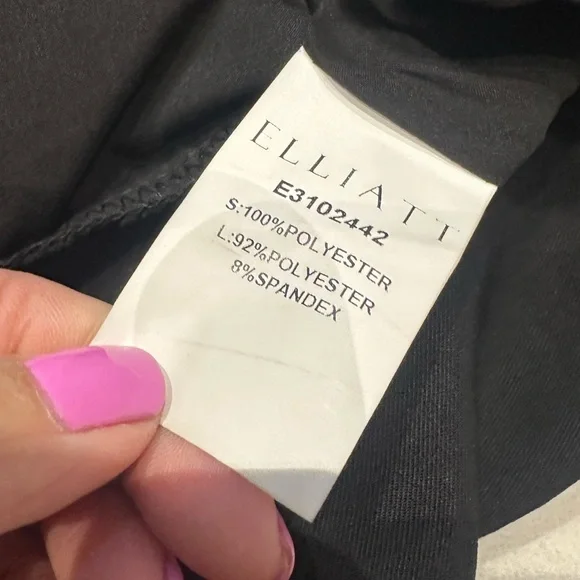 ELLIATT
E3102442
S:100%POLYESTER
L:92%POLYESTER
8%SPANDEX